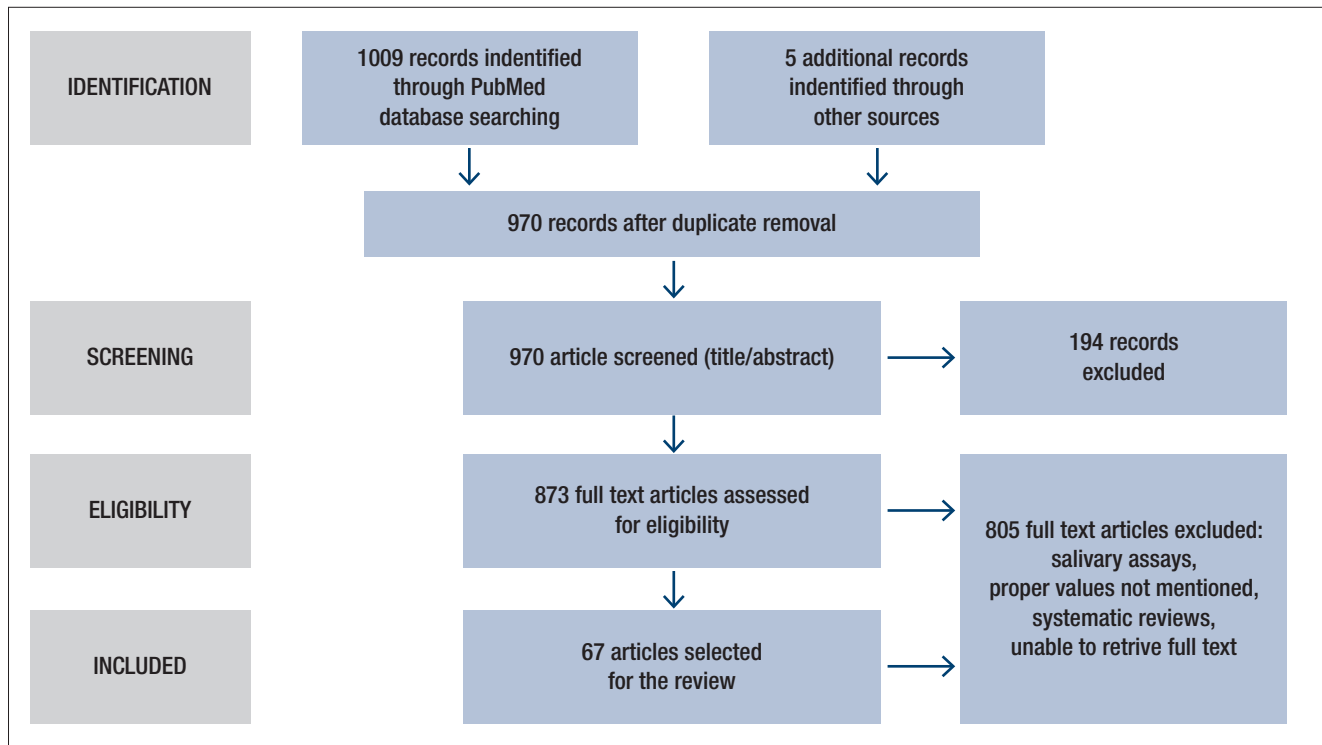 IDENTIFICATION
1009 records indentified
through PubMed
database searching
5 additional records
indentified through
other sources
970 records after duplicate removal
SCREENING
970 article screened (title/abstract)
194 records
excluded
ELIGIBILITY
873 full text articles assessed
for eligibility
805 full text articles excluded:
salivary assays,
proper values not mentioned,
systematic reviews,
unable to retrive full text
INCLUDED
67 articles selected
for the review